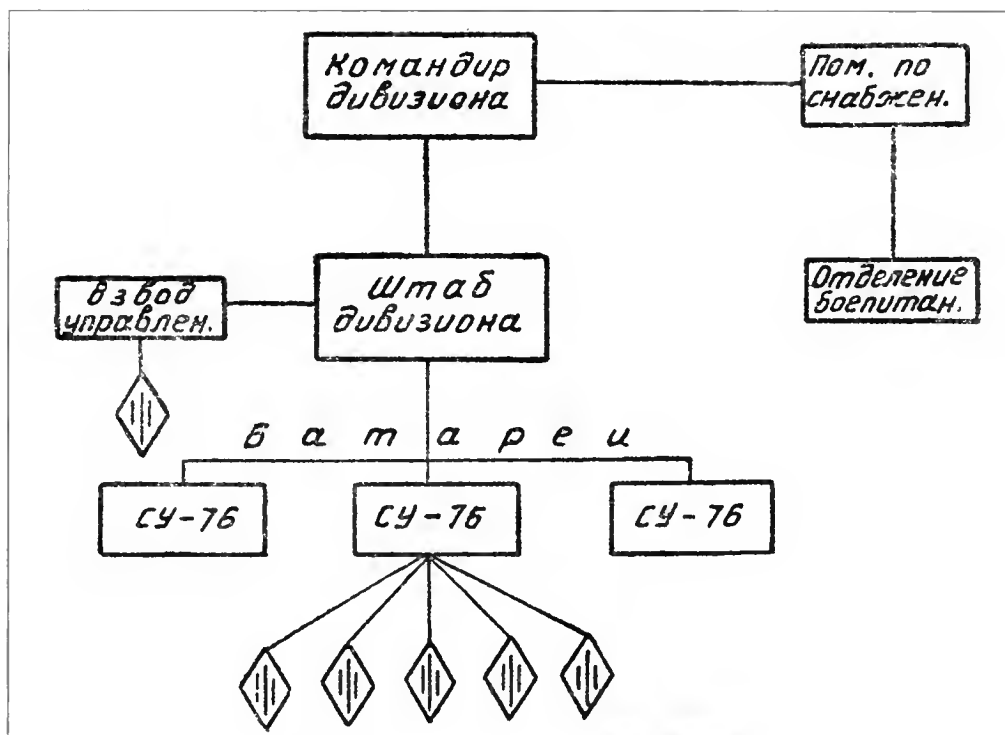 Командир
дивизиона
Пом. по
снабжен.
Штаб
дивизиона
Взвод
управлен.
Отделение
боепитан.
Батареи
СУ-76
СУ-76
СУ-76